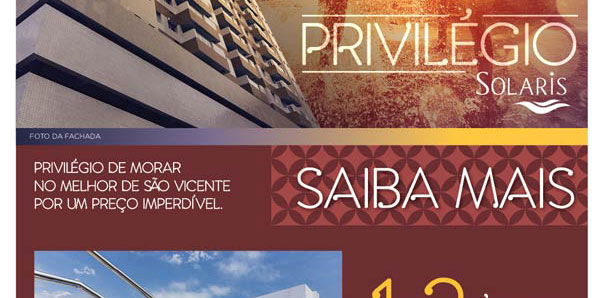 PRIVILÉGIO
SOLARIS
FOTO DA FACHADA
PRIVILÉGIO DE MORAR
NO MELHOR DE SÃO VICENTE
POR UM PREÇO IMPERDÍVEL.
SAIBA MAIS